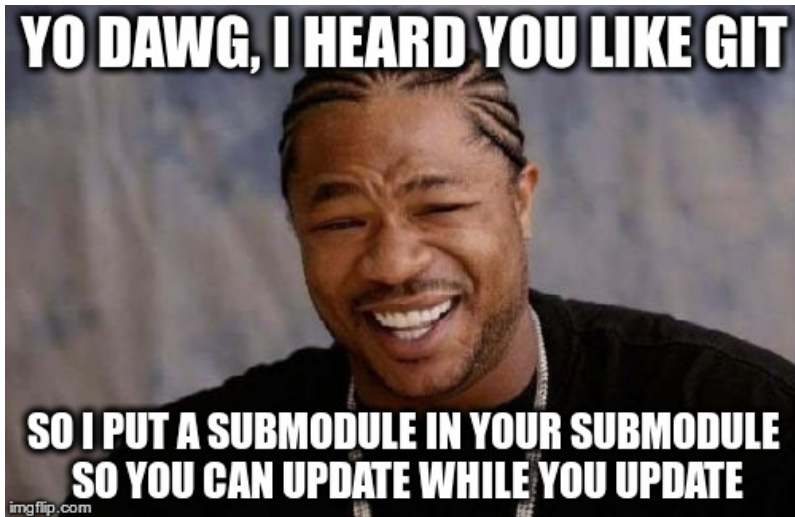 YO DAWG, I HEARD YOU LIKE GIT
SO I PUT A SUBMODULE IN YOUR SUBMODULE
SO YOU CAN UPDATE WHILE YOU UPDATE
imgflip.com